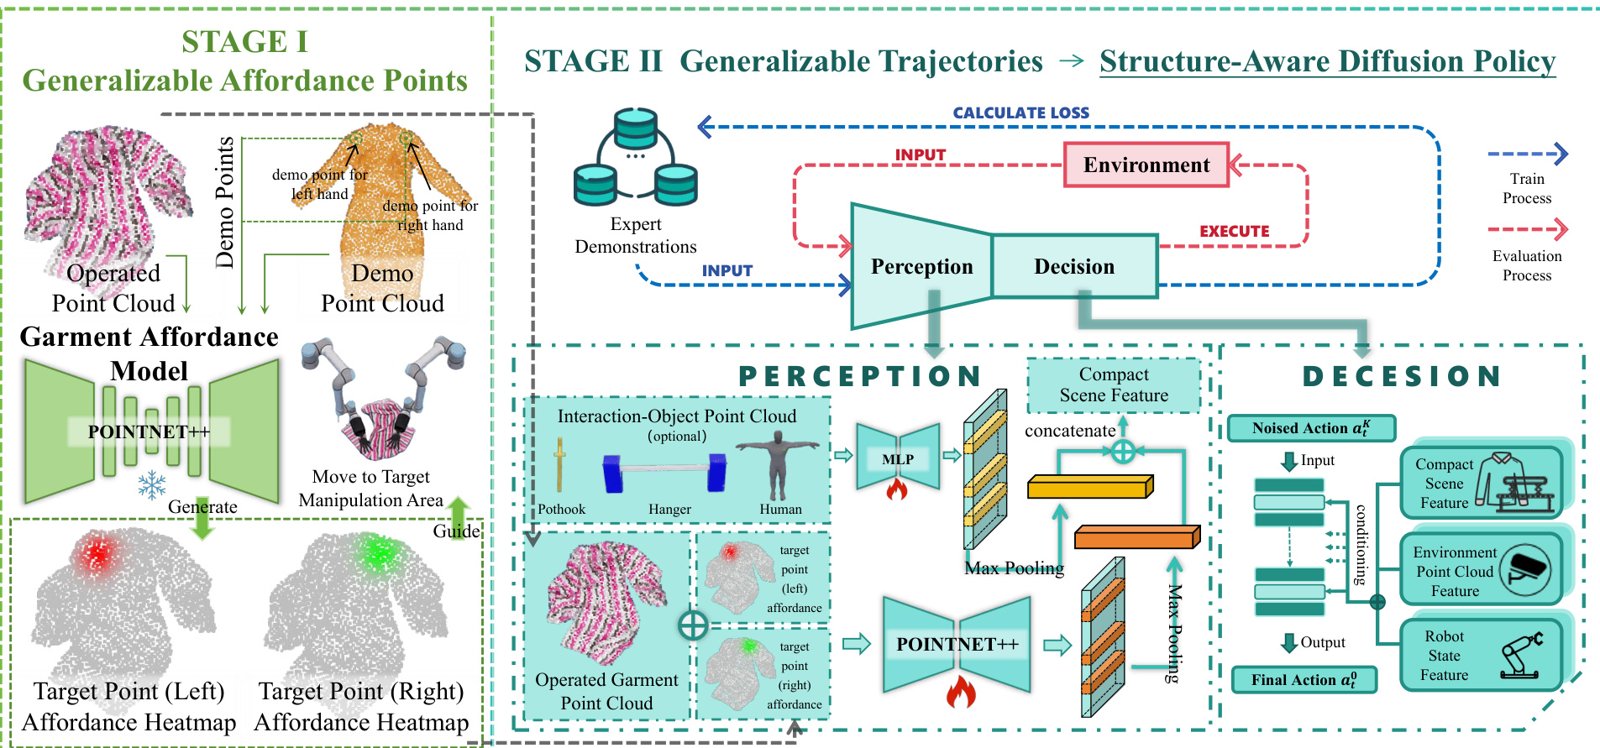 STAGE I
Generalizable Affordance Points
Demo Points
demo point for
left hand
demo point for
right hand
Operated
Point Cloud
Demo
Point Cloud
Garment Affordance
Model
POINTNET++
Move to Target
Manipulation Area
Generate
Guide
Target Point (Left)
Affordance Heatmap
Target Point (Right)
Affordance Heatmap
STAGE II Generalizable Trajectories → Structure-Aware Diffusion Policy
CALCULATE LOSS
...
Expert
Demonstrations
INPUT
INPUT
Environment
EXECUTE
Perception
Decision
Train
Process
Evaluation
Process
PERCEPTION
Interaction-Object Point Cloud
(optional)
Pothook
Hanger
Human
MLP
Max Pooling
concatenate
Compact
Scene Feature
Operated Garment
Point Cloud
target
point
(left)
affordance
target
point
(right)
affordance
POINTNET++
Max Pooling
DECESION
Noised Action a_t^K
Input
conditioning
Output
Final Action a_t^0
Compact
Scene
Feature
Environment
Point Cloud
Feature
Robot
State
Feature